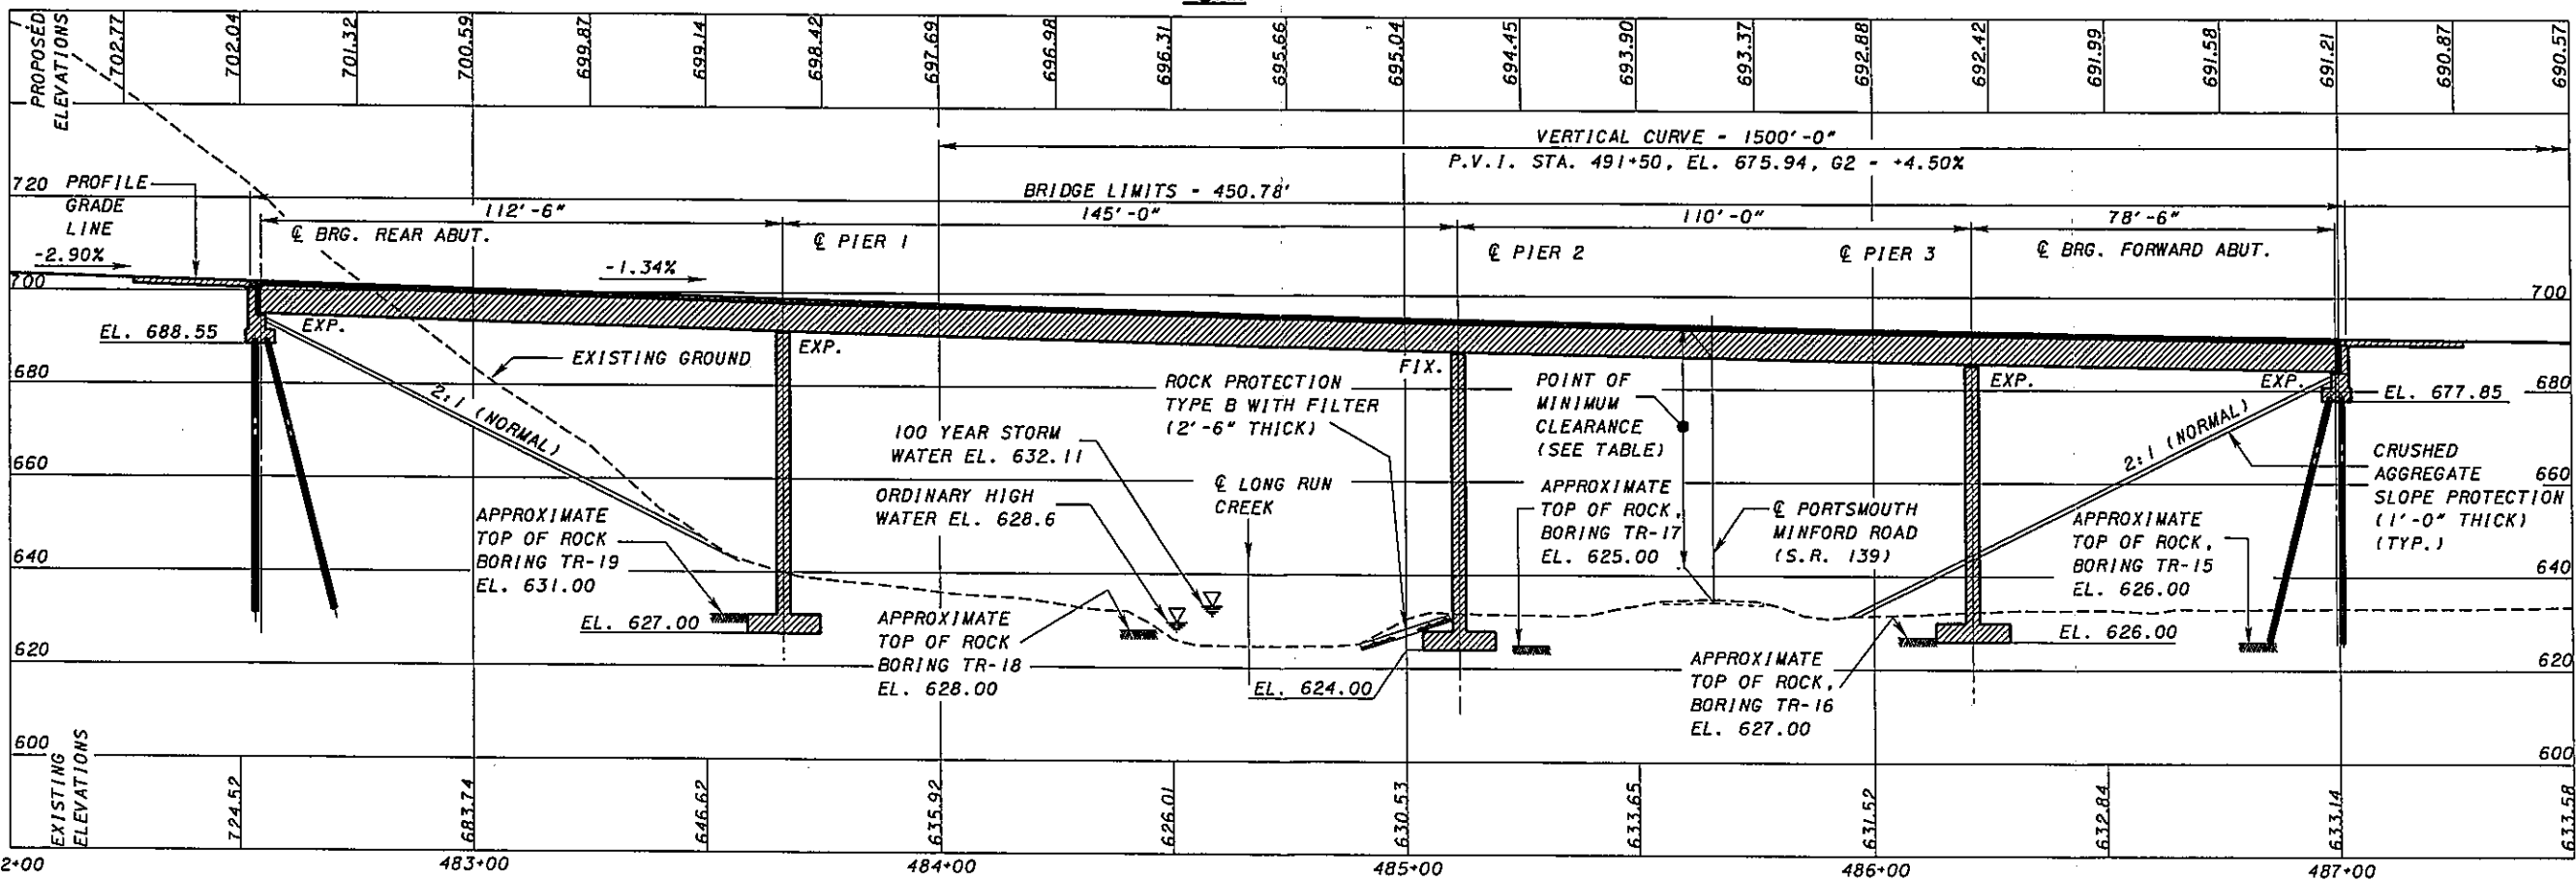 PROPOSED
ELEVATIONS
702.77
702.04
701.32
700.59
699.87
699.14
698.42
697.69
696.98
696.31
695.66
695.04
694.45
693.90
693.37
692.88
692.42
691.99
691.58
691.21
690.87
690.57
VERTICAL CURVE - 1500'-0"
P.V.I. STA. 491+50, EL. 675.94, G2 - +4.50%
BRIDGE LIMITS - 450.78'
112'-6"
145'-0"
110'-0"
78'-6"
720
PROFILE
GRADE
LINE
℄ BRG. REAR ABUT.
℄ PIER 1
℄ PIER 2
℄ PIER 3
℄ BRG. FORWARD ABUT.
-2.90%
-1.34%
700
700
EL. 688.55
EXP.
EXISTING GROUND
EXP.
FIX.
EXP.
EXP.
680
680
EL. 677.85
2:1 (NORMAL)
2:1 (NORMAL)
ROCK PROTECTION
TYPE B WITH FILTER
(2'-6" THICK)
POINT OF
MINIMUM
CLEARANCE
(SEE TABLE)
100 YEAR STORM
WATER EL. 632.11
ORDINARY HIGH
WATER EL. 628.6
℄ LONG RUN
CREEK
CRUSHED
AGGREGATE
SLOPE PROTECTION
(1'-0" THICK)
(TYP.)
660
660
APPROXIMATE
TOP OF ROCK
BORING TR-19
EL. 631.00
APPROXIMATE
TOP OF ROCK,
BORING TR-17
EL. 625.00
℄ PORTSMOUTH
MINFORD ROAD
(S.R. 139)
APPROXIMATE
TOP OF ROCK,
BORING TR-15
EL. 626.00
640
640
EL. 627.00
APPROXIMATE
TOP OF ROCK
BORING TR-18
EL. 628.00
EL. 624.00
APPROXIMATE
TOP OF ROCK,
BORING TR-16
EL. 627.00
EL. 626.00
620
620
600
600
EXISTING
ELEVATIONS
724.52
683.74
646.62
635.92
626.01
630.53
633.65
631.52
632.84
633.14
633.58
2+00
483+00
484+00
485+00
486+00
487+00